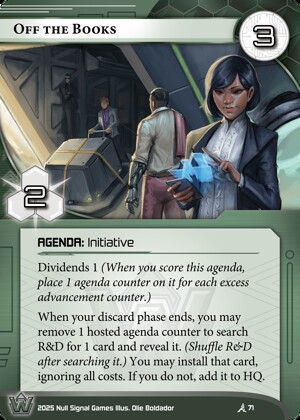 Off the Books
3
2
AGENDA: Initiative
Dividends 1 (When you score this agenda,
place 1 agenda counter on it for each excess
advancement counter.)
When your discard phase ends, you may
remove 1 hosted agenda counter to search
R&D for 1 card and reveal it. (Shuffle R&D
after searching it.) You may install that card,
ignoring all costs. If you do not, add it to HQ.
2025 Null Signal Games Illus. Olie Boldador
71